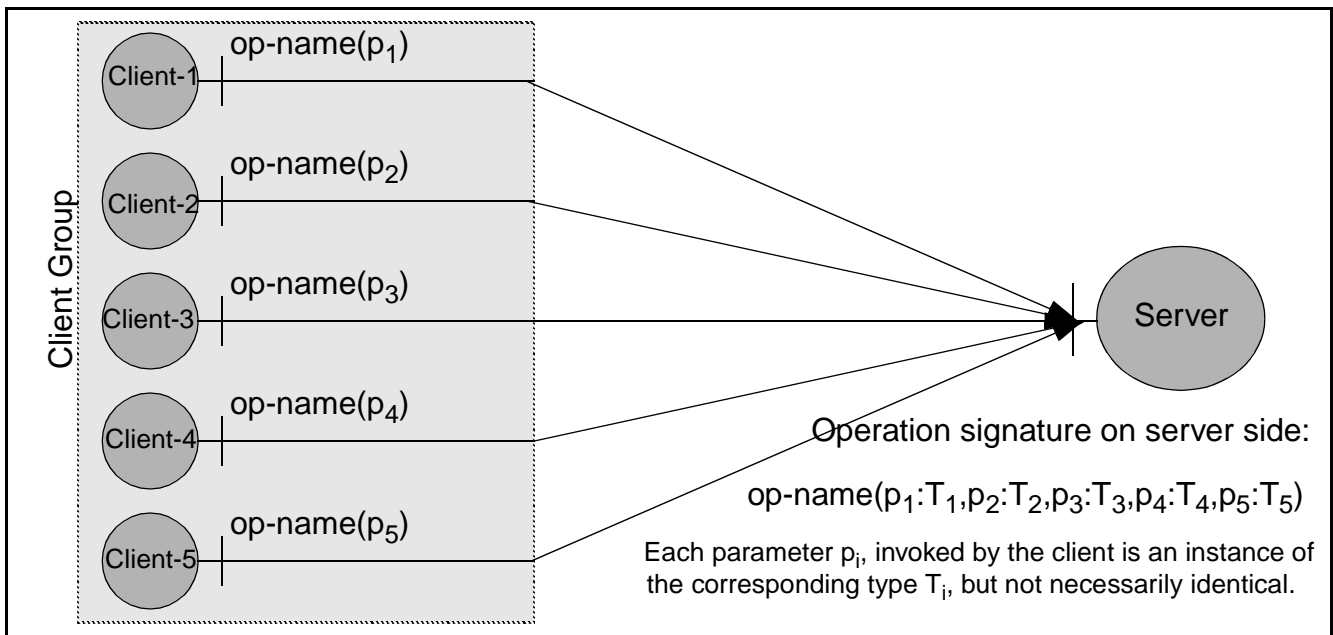 Client Group
op-name(p₁)
Client-1
op-name(p₂)
Client-2
op-name(p₃)
Client-3
op-name(p₄)
Client-4
op-name(p₅)
Client-5
Server
Operation signature on server side:
op-name(p₁:T₁,p₂:T₂,p₃:T₃,p₄:T₄,p₅:T₅)
Each parameter pᵢ, invoked by the client is an instance of
the corresponding type Tᵢ, but not necessarily identical.